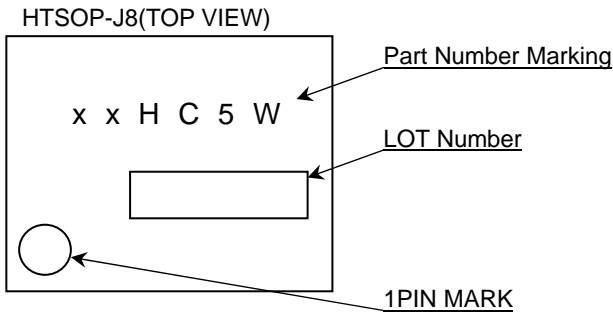 HTSOP-J8(TOP VIEW)
Part Number Marking
x x H C 5 W
LOT Number
1PIN MARK